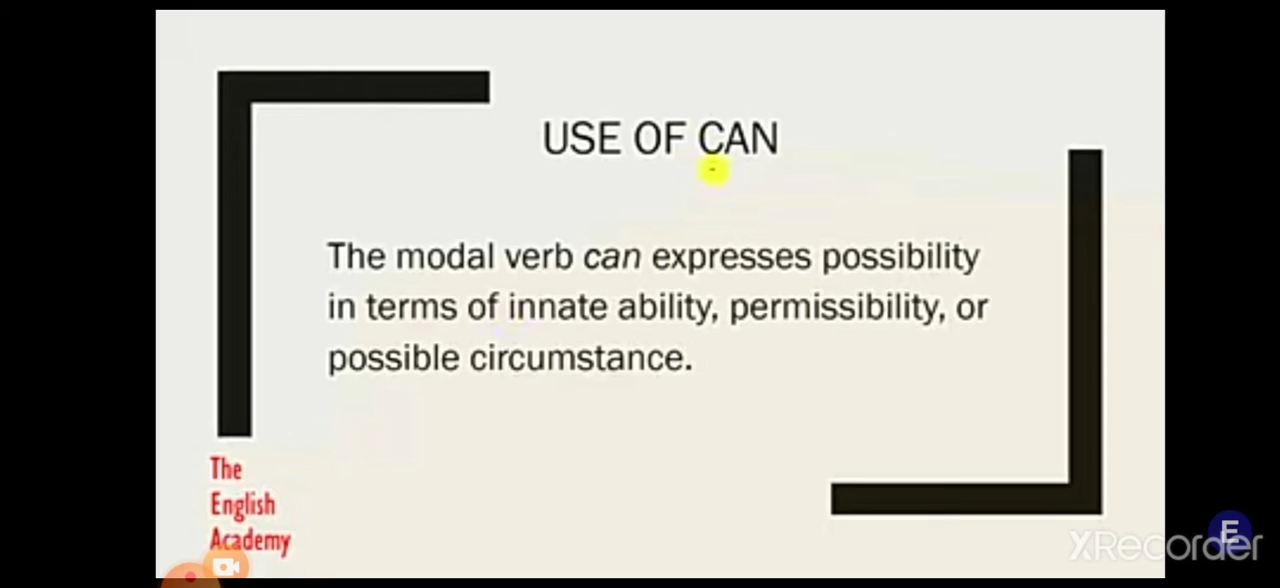 USE OF CAN
The modal verb can expresses possibility
in terms of innate ability, permissibility, or
possible circumstance.
The
English
Academy
E
XRecorder